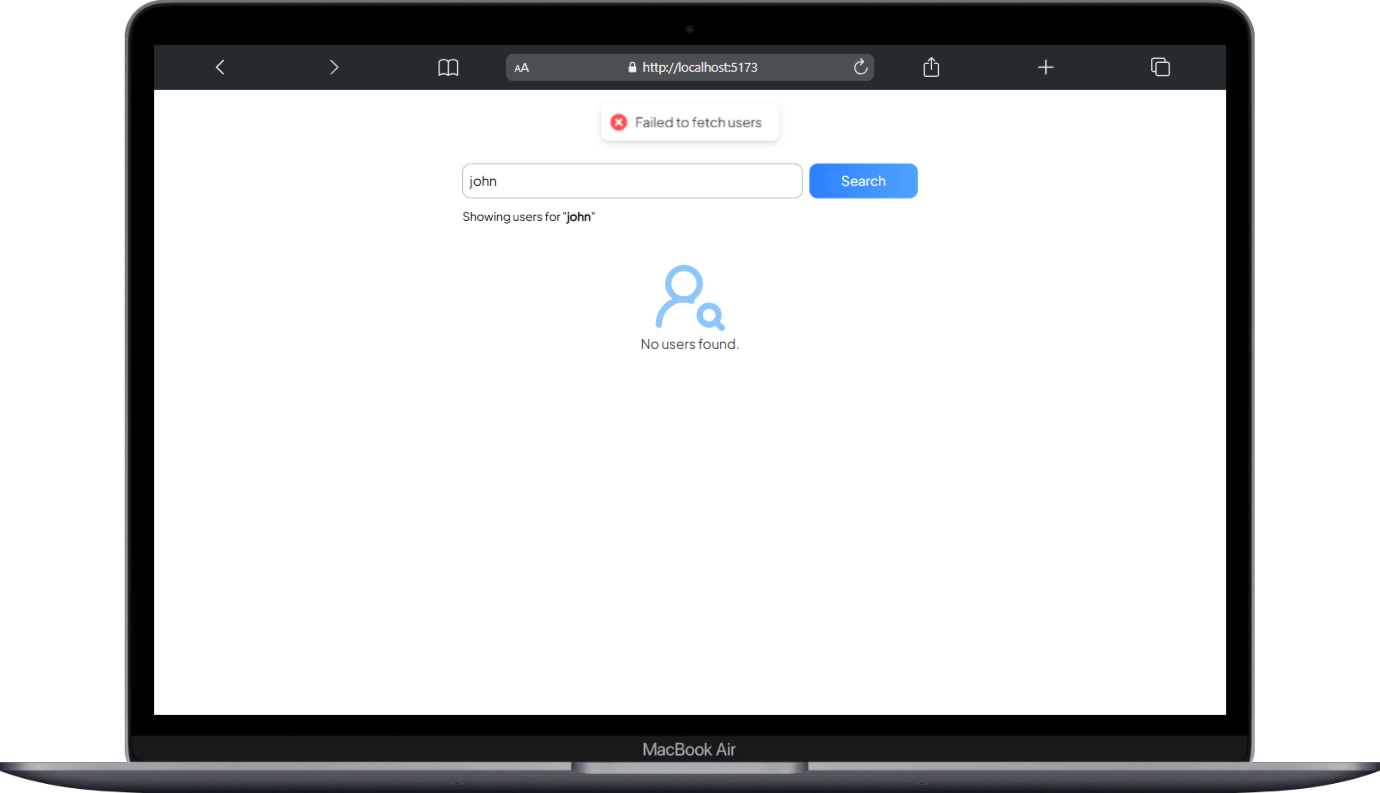 AA
http://localhost:5173
Failed to fetch users
john
Search
Showing users for "john"
No users found.
MacBook Air